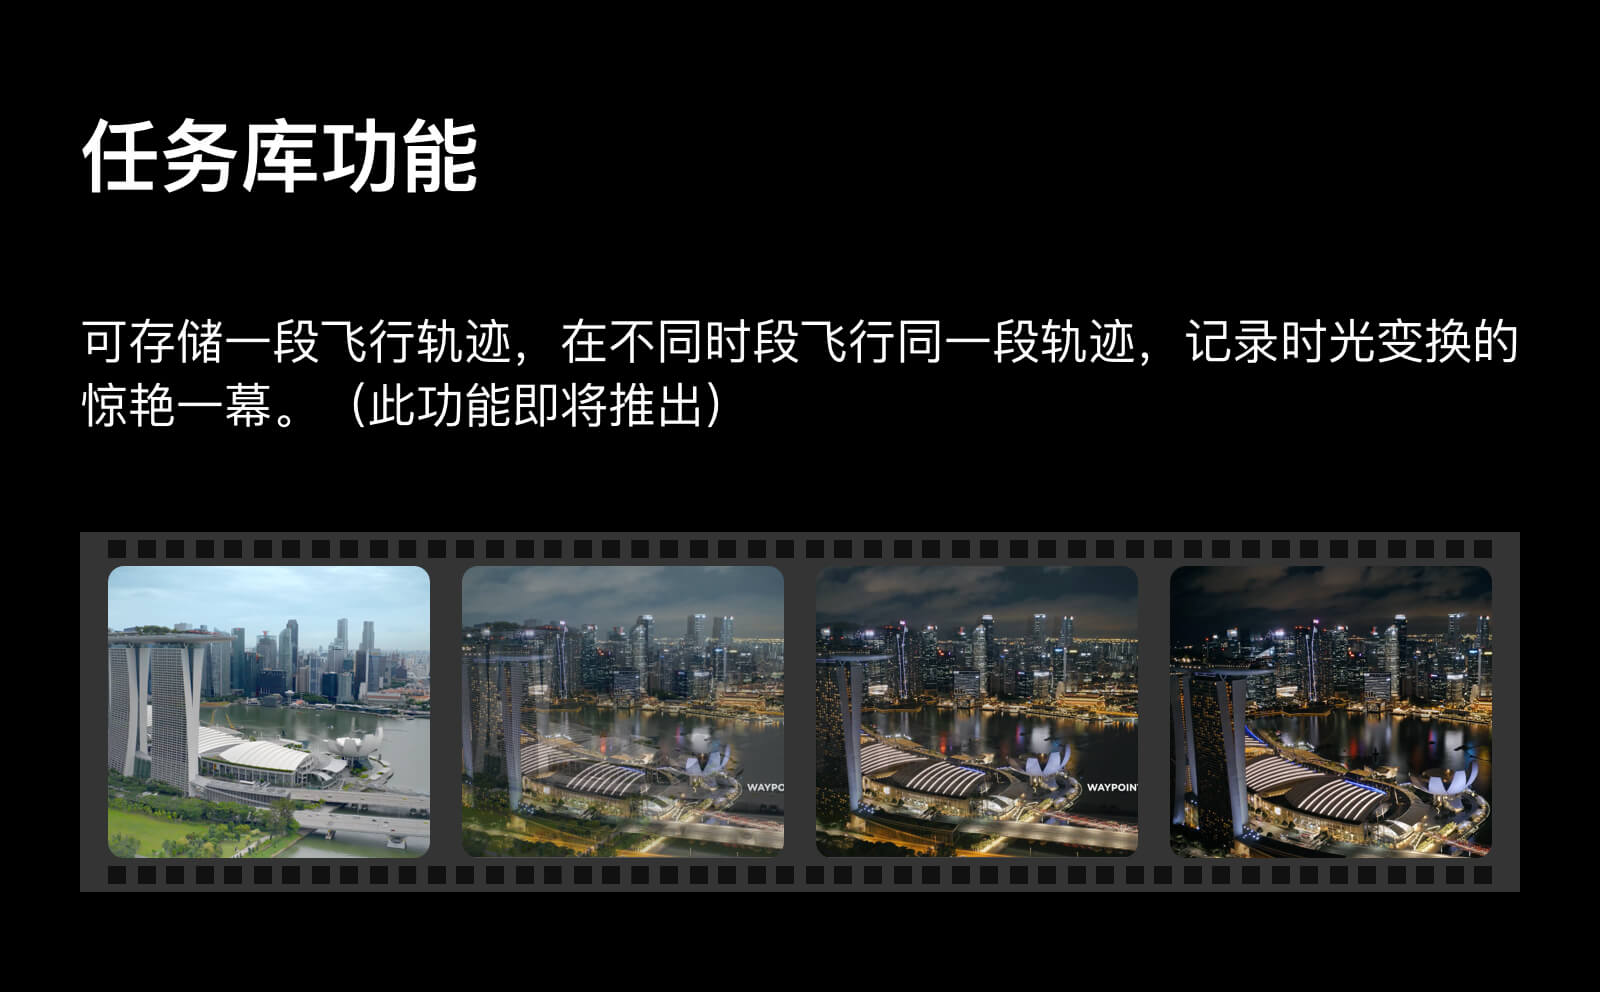 任务库功能
可存储一段飞行轨迹，在不同时段飞行同一段轨迹，记录时光变换的
惊艳一幕。（此功能即将推出）
WAYPO
WAYPOIN